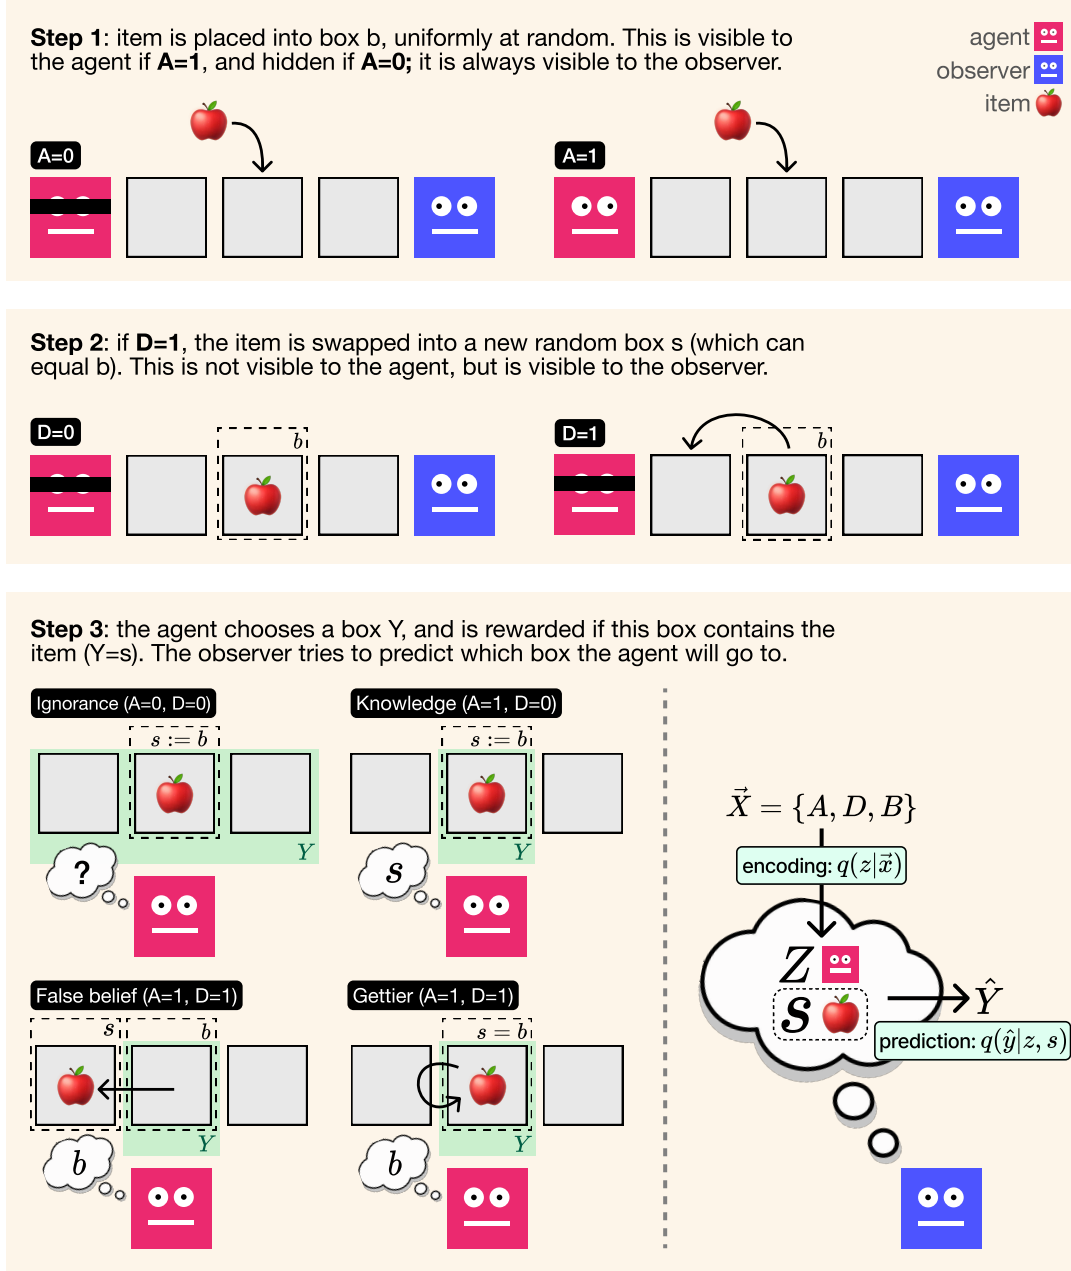 Step 1: item is placed into box b, uniformly at random. This is visible to
the agent if A=1, and hidden if A=0; it is always visible to the observer.
agent
observer
item
A=0
A=1
Step 2: if D=1, the item is swapped into a new random box s (which can
equal b). This is not visible to the agent, but is visible to the observer.
D=0
b
D=1
b
Step 3: the agent chooses a box Y, and is rewarded if this box contains the
item (Y=s). The observer tries to predict which box the agent will go to.
Ignorance (A=0, D=0)
s := b
Y
?
Knowledge (A=1, D=0)
s := b
Y
s
False belief (A=1, D=1)
s
b
Y
b
Gettier (A=1, D=1)
s = b
Y
b
X⃗ = {A, D, B}
encoding: q(z|x⃗)
Z
s
Ŷ
prediction: q(ŷ|z, s)